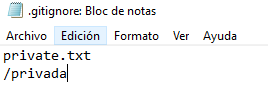 .gitignore: Bloc de notas
Archivo Edición Formato Ver Ayuda
private.txt
/privada